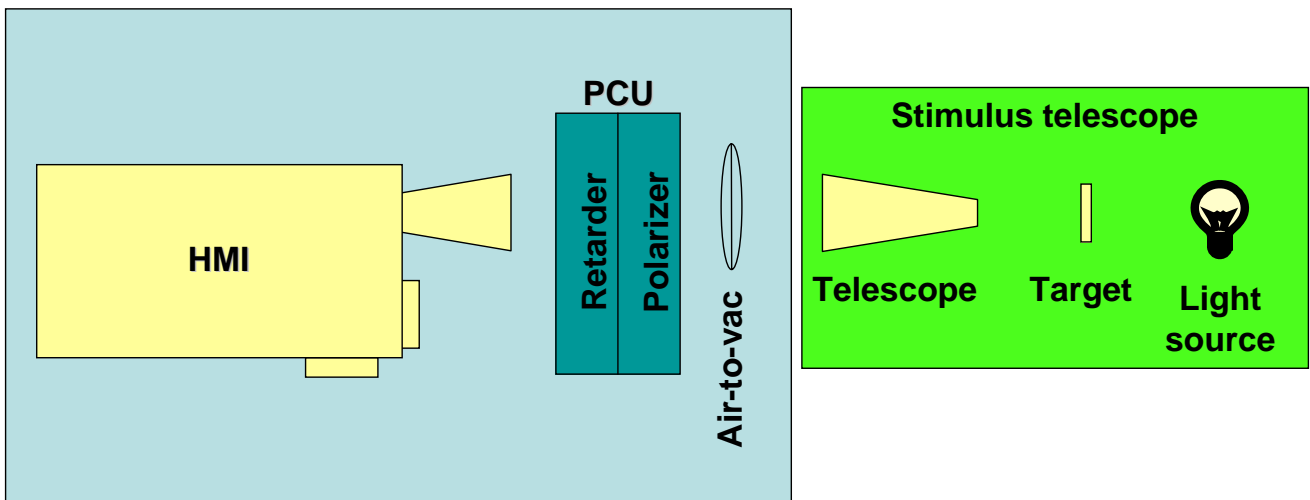 PCU
Stimulus telescope
HMI
Retarder
Polarizer
Air-to-vac
Telescope
Target
Light
source